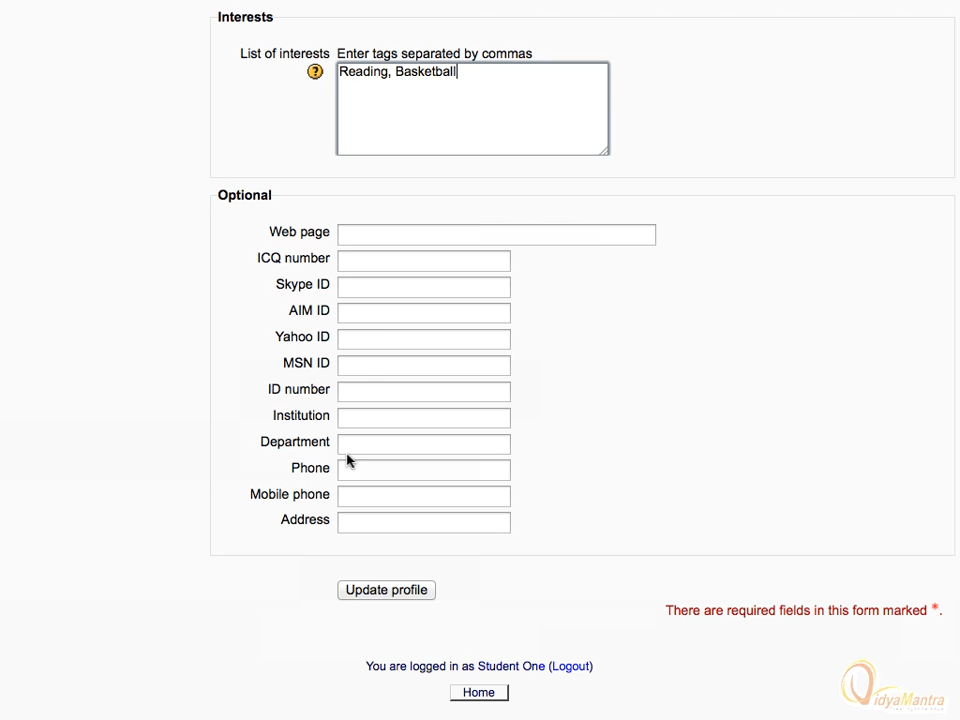 Interests
List of interests Enter tags separated by commas
?
Reading, Basketball
Optional
Web page
ICQ number
Skype ID
AIM ID
Yahoo ID
MSN ID
ID number
Institution
Department
Phone
Mobile phone
Address
Update profile
There are required fields in this form marked *.
You are logged in as Student One (Logout)
Home
VidyaMantra